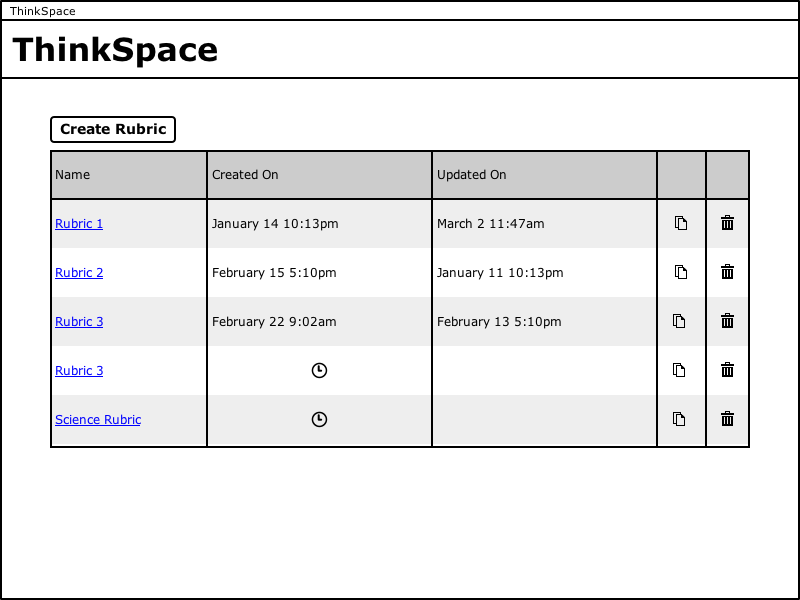 ThinkSpace
ThinkSpace
Create Rubric
Name Created On Updated On
Rubric 1 January 14 10:13pm March 2 11:47am
Rubric 2 February 15 5:10pm January 11 10:13pm
Rubric 3 February 22 9:02am February 13 5:10pm
Rubric 3
Science Rubric